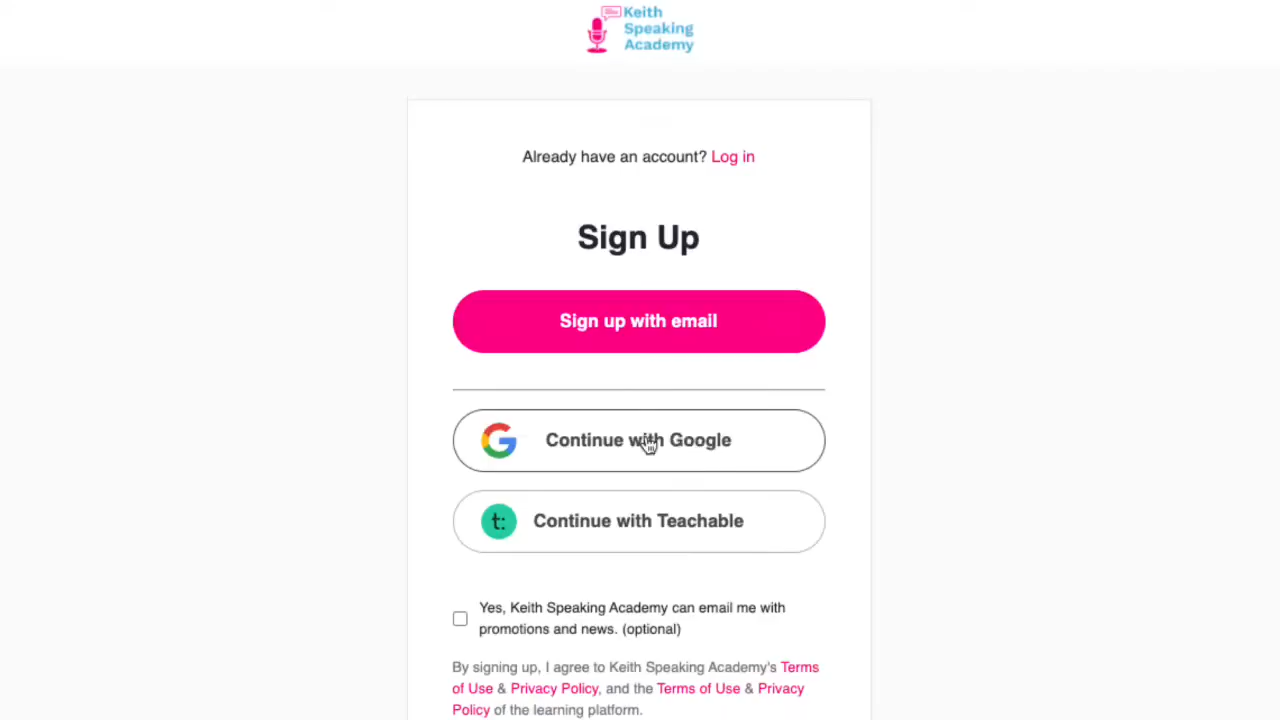 Keith
Speaking
Academy
Already have an account? Log in
Sign Up
Sign up with email
Continue with Google
t:
Continue with Teachable
Yes, Keith Speaking Academy can email me with
promotions and news. (optional)
By signing up, I agree to Keith Speaking Academy's Terms
of Use & Privacy Policy, and the Terms of Use & Privacy
Policy of the learning platform.